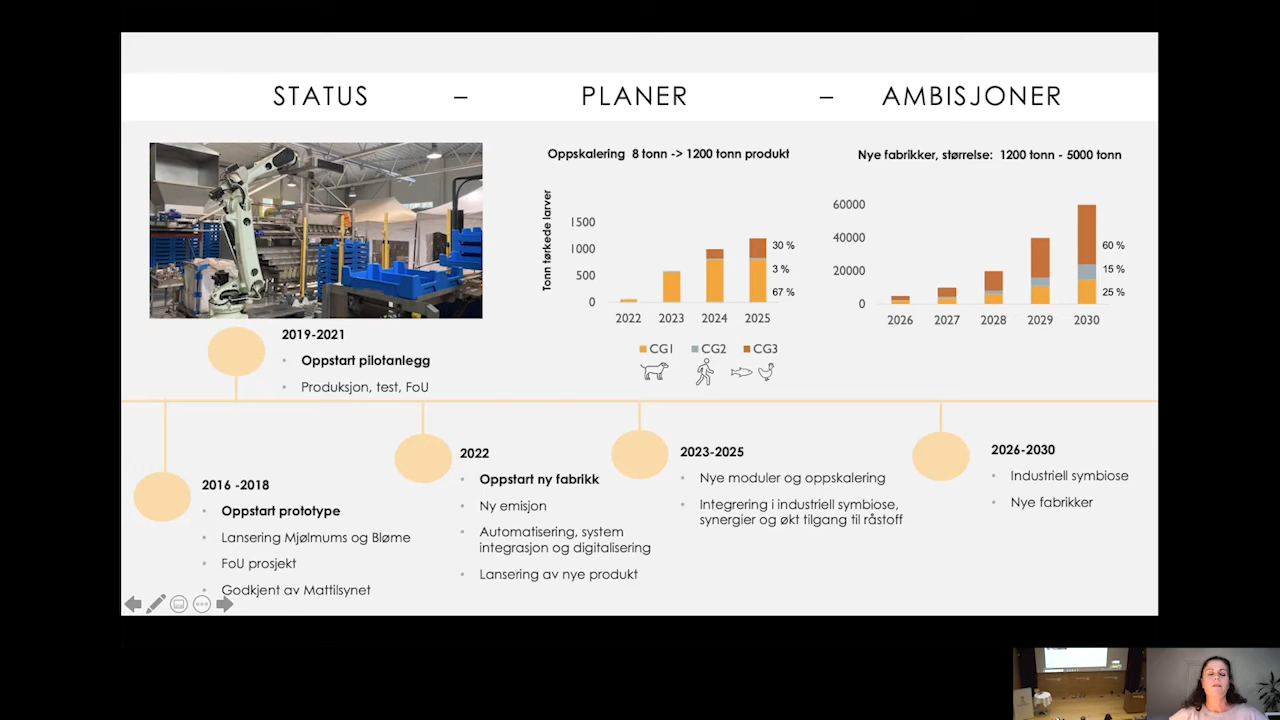 STATUS – PLANER – AMBISJONER
Oppskalering 8 tonn -> 1200 tonn produkt
Tonn tørkede larver
1500
1000
500
0
30 %
3 %
67 %
2022 2023 2024 2025
CG1 CG2 CG3
Nye fabrikker, størrelse: 1200 tonn - 5000 tonn
60000
40000
20000
0
60 %
15 %
25 %
2026 2027 2028 2029 2030
2019-2021
• Oppstart pilotanlegg
• Produksjon, test, FoU
2016 -2018
• Oppstart prototype
• Lansering Mjølmums og Bløme
• FoU prosjekt
• Godkjent av Mattilsynet
2022
• Oppstart ny fabrikk
• Ny emisjon
• Automatisering, system
integrasjon og digitalisering
• Lansering av nye produkt
2023-2025
• Nye moduler og oppskalering
• Integrering i industriell symbiose,
synergier og økt tilgang til råstoff
2026-2030
• Industriell symbiose
• Nye fabrikker